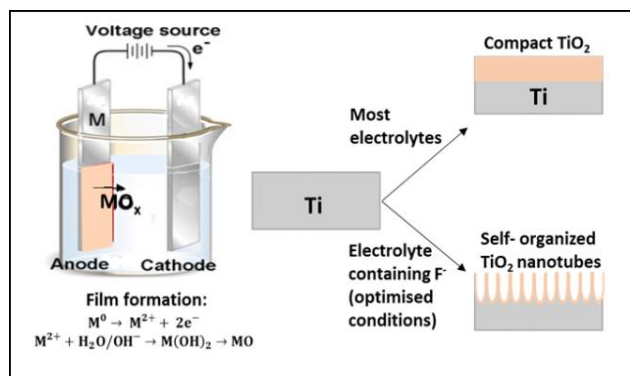 Voltage source
e⁻
M
MOₓ
Anode Cathode
Film formation:
M⁰ → M²⁺ + 2e⁻
M²⁺ + H₂O/OH⁻ → M(OH)₂ → MO
Ti
Most
electrolytes
Electrolyte
containing F⁻
(optimised
conditions)
Compact TiO₂
Ti
Self- organized
TiO₂ nanotubes